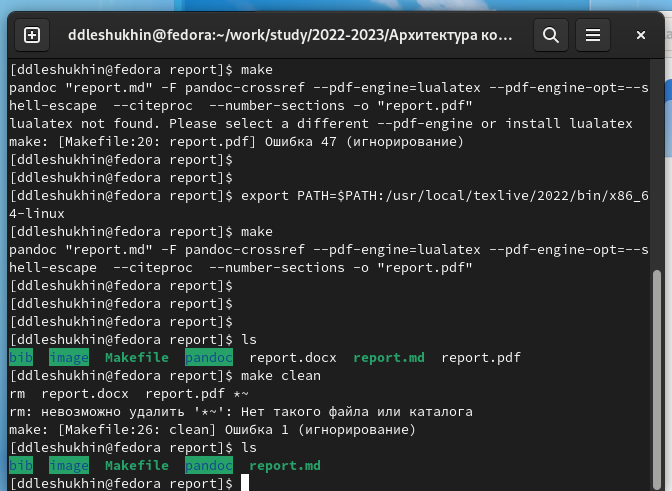 ddleshukhin@fedora:~/work/study/2022-2023/Архитектура ко...
[ddleshukhin@fedora report]$ make
pandoc "report.md" -F pandoc-crossref --pdf-engine=lualatex --pdf-engine-opt=--s
hell-escape  --citeproc  --number-sections -o "report.pdf"
lualatex not found. Please select a different --pdf-engine or install lualatex
make: [Makefile:20: report.pdf] Ошибка 47 (игнорирование)
[ddleshukhin@fedora report]$
[ddleshukhin@fedora report]$
[ddleshukhin@fedora report]$ export PATH=$PATH:/usr/local/texlive/2022/bin/x86_6
4-linux
[ddleshukhin@fedora report]$ make
pandoc "report.md" -F pandoc-crossref --pdf-engine=lualatex --pdf-engine-opt=--s
hell-escape  --citeproc  --number-sections -o "report.pdf"
[ddleshukhin@fedora report]$
[ddleshukhin@fedora report]$
[ddleshukhin@fedora report]$
[ddleshukhin@fedora report]$ ls
bib  image  Makefile  pandoc  report.docx  report.md  report.pdf
[ddleshukhin@fedora report]$ make clean
rm  report.docx  report.pdf *~
rm: невозможно удалить '*~': Нет такого файла или каталога
make: [Makefile:26: clean] Ошибка 1 (игнорирование)
[ddleshukhin@fedora report]$ ls
bib  image  Makefile  pandoc  report.md
[ddleshukhin@fedora report]$